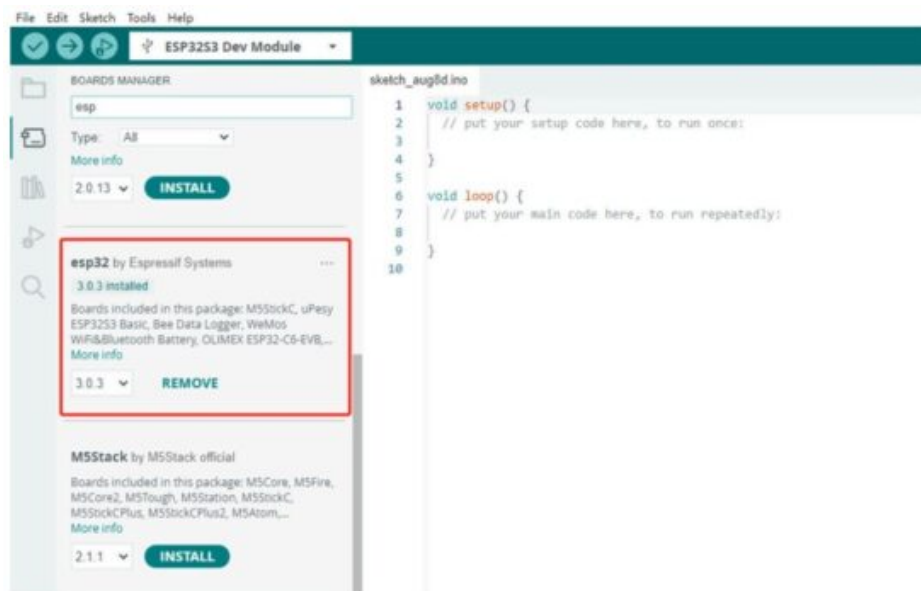 File Edit Sketch Tools Help
ESP32S3 Dev Module
BOARDS MANAGER
esp
Type: All
More info
2.0.13 INSTALL
esp32 by Espressif Systems
3.0.3 installed
Boards included in this package: M5StickC, uPesy
ESP32S3 Basic, Bee Data Logger, WeMos
WiFi&Bluetooth Battery, OLIMEX ESP32-C6-EVB,...
More info
3.0.3 REMOVE
M5Stack by M5Stack official
Boards included in this package: M5Core, M5Fire,
M5Core2, M5Tough, M5Station, M5StickC,
M5StickCPlus, M5StickCPlus2, M5Atom,...
More info
2.1.1 INSTALL
sketch_aug8d.ino
1 void setup() {
2 // put your setup code here, to run once:
3
4 }
5
6 void loop() {
7 // put your main code here, to run repeatedly:
8
9 }
10